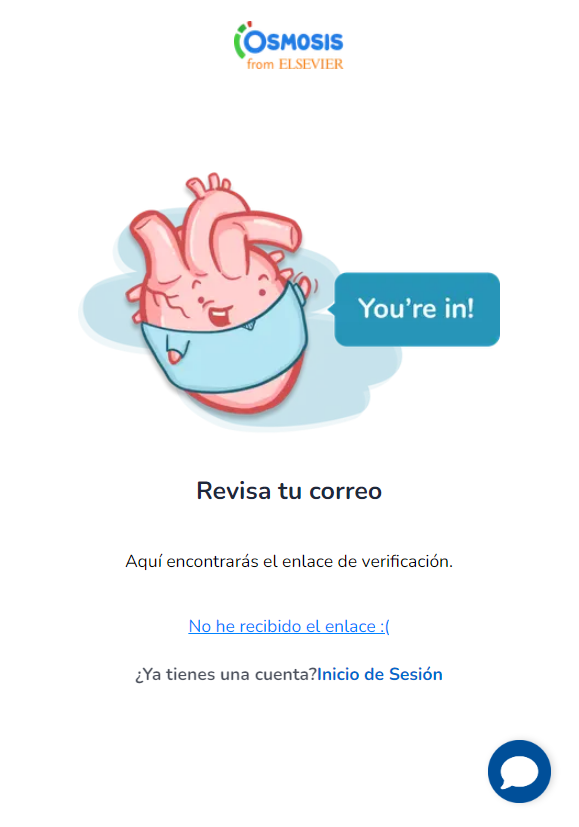 OSMOSIS
from ELSEVIER
You're in!
Revisa tu correo
Aquí encontrarás el enlace de verificación.
No he recibido el enlace :(
¿Ya tienes una cuenta?Inicio de Sesión